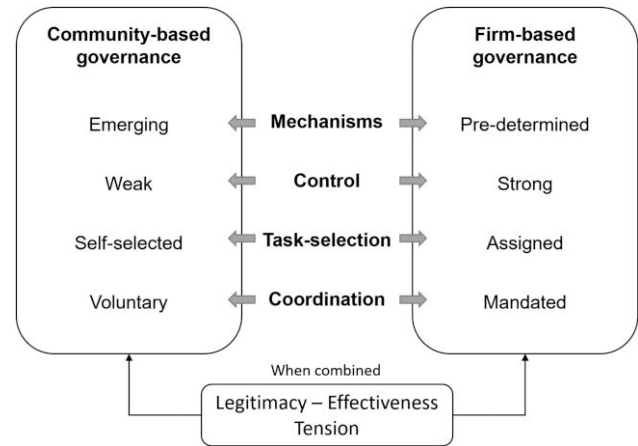 Community-based
governance
Firm-based
governance
Emerging
Mechanisms
Pre-determined
Weak
Control
Strong
Self-selected
Task-selection
Assigned
Voluntary
Coordination
Mandated
When combined
Legitimacy – Effectiveness
Tension